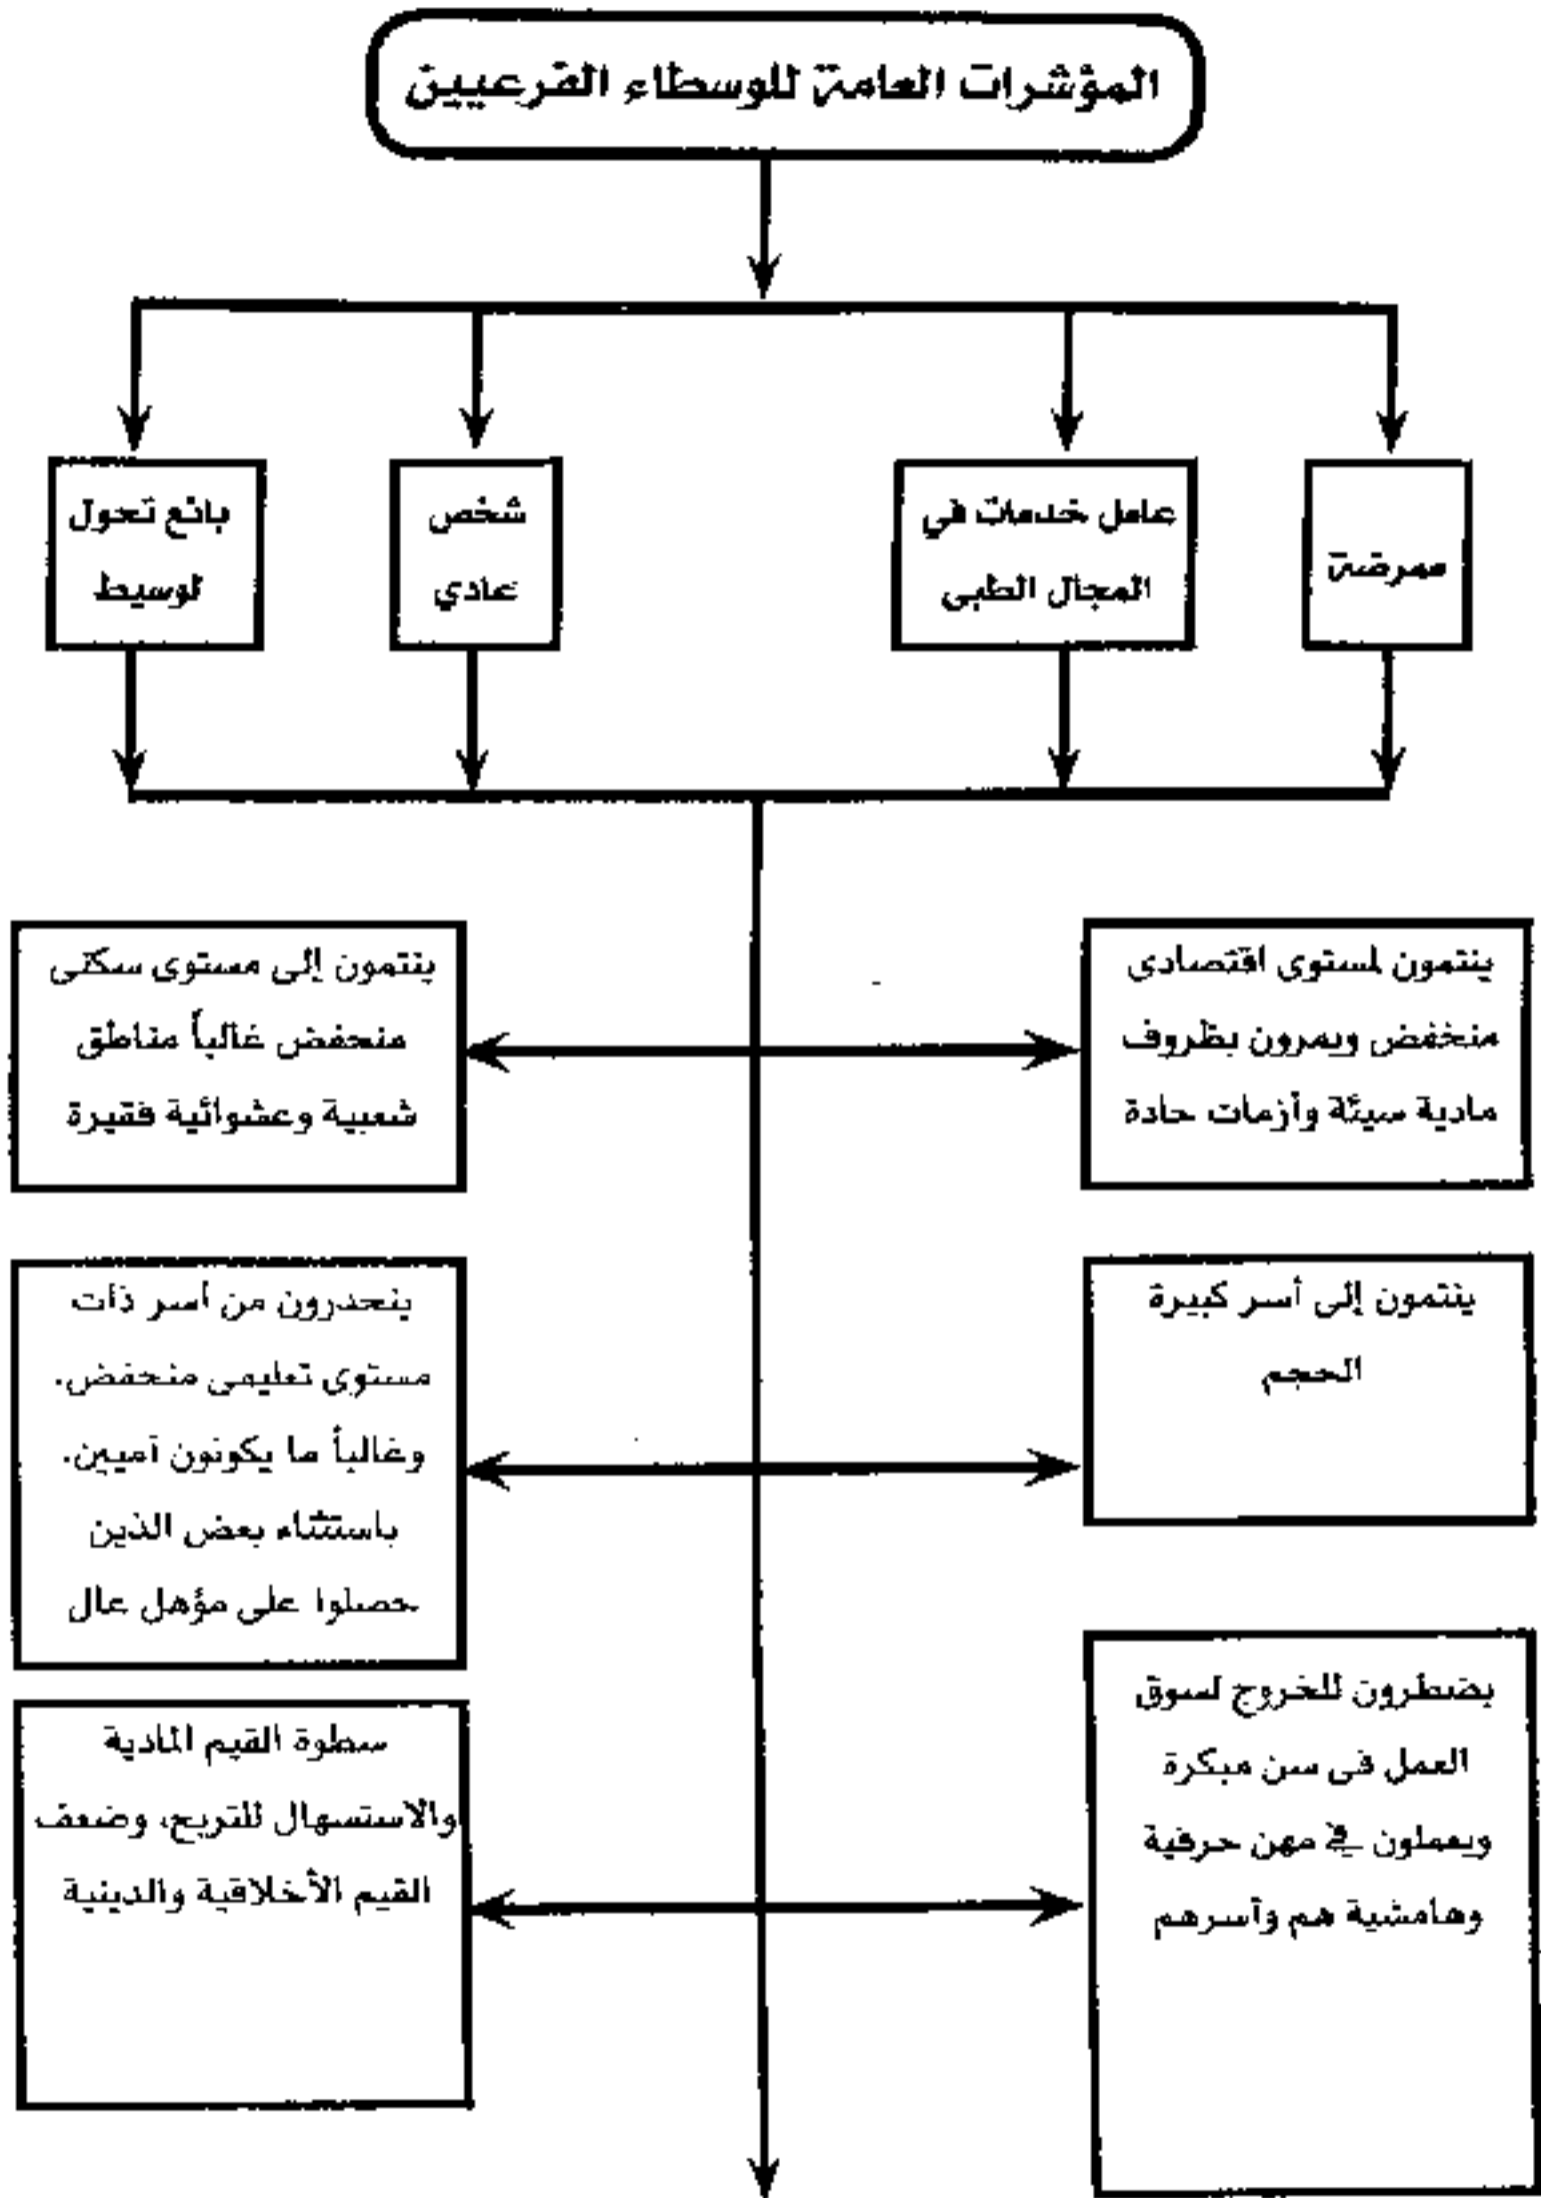 المؤشرات العامة للوسطاء الفرعيين
ممرضة
عامل خدمات في
المجال الطبى
شخص
عادي
بائع تحول
لوسيط
ينتمون لمستوى اقتصادى
منخفض ويمرون بظروف
مادية سيئة وأزمات حادة
ينتمون إلى مستوى سكنى
منخفض غالباً مناطق
شعبية وعشوائية فقيرة
ينتمون إلى أسر كبيرة
الحجم
ينحدرون من أسر ذات
مستوى تعليمى منخفض.
وغالباً ما يكونون أميين.
باستثناء بعض الذين
حصلوا على مؤهل عال
يضطرون للخروج لسوق
العمل فى سن مبكرة
ويعملون في مهن حرفية
وهامشية هم وأسرهم
سطوة القيم المادية
والاستسهال للتربح، وضعف
القيم الأخلاقية والدينية